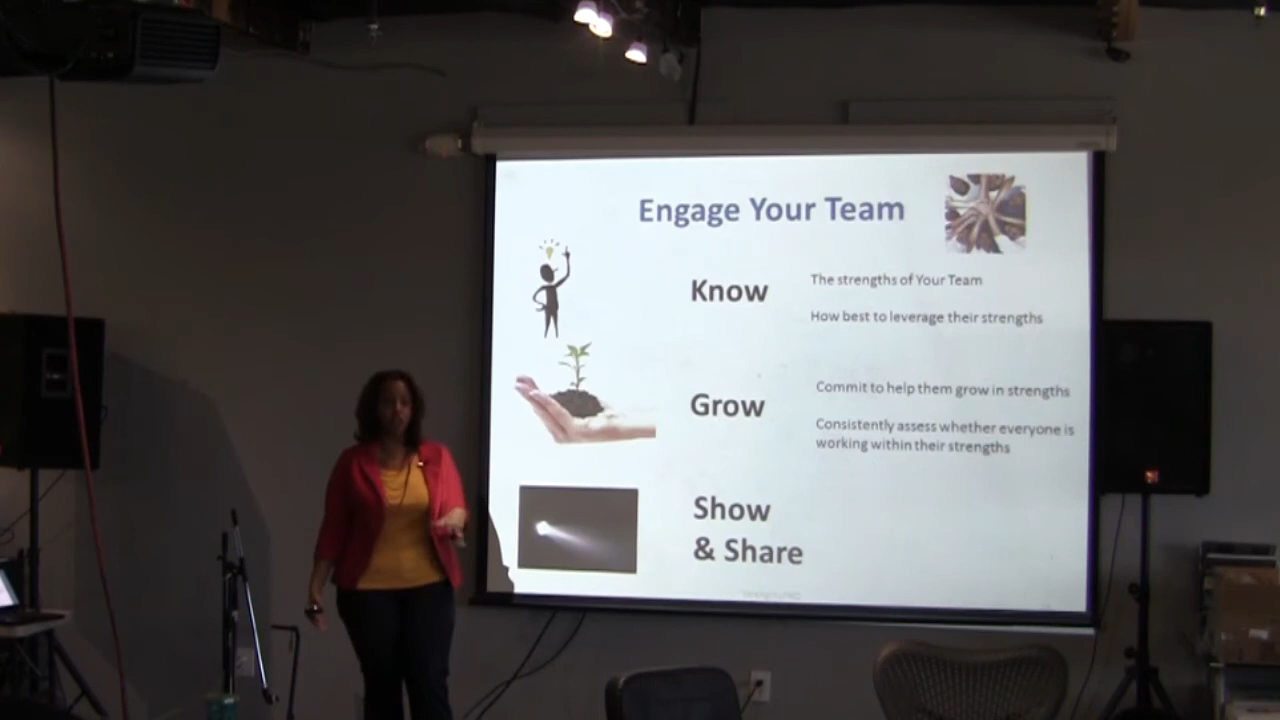 Engage Your Team
Know
The strengths of Your Team
How best to leverage their strengths
Grow
Commit to help them grow in strengths
Consistently assess whether everyone is
working within their strengths
Show
& Share